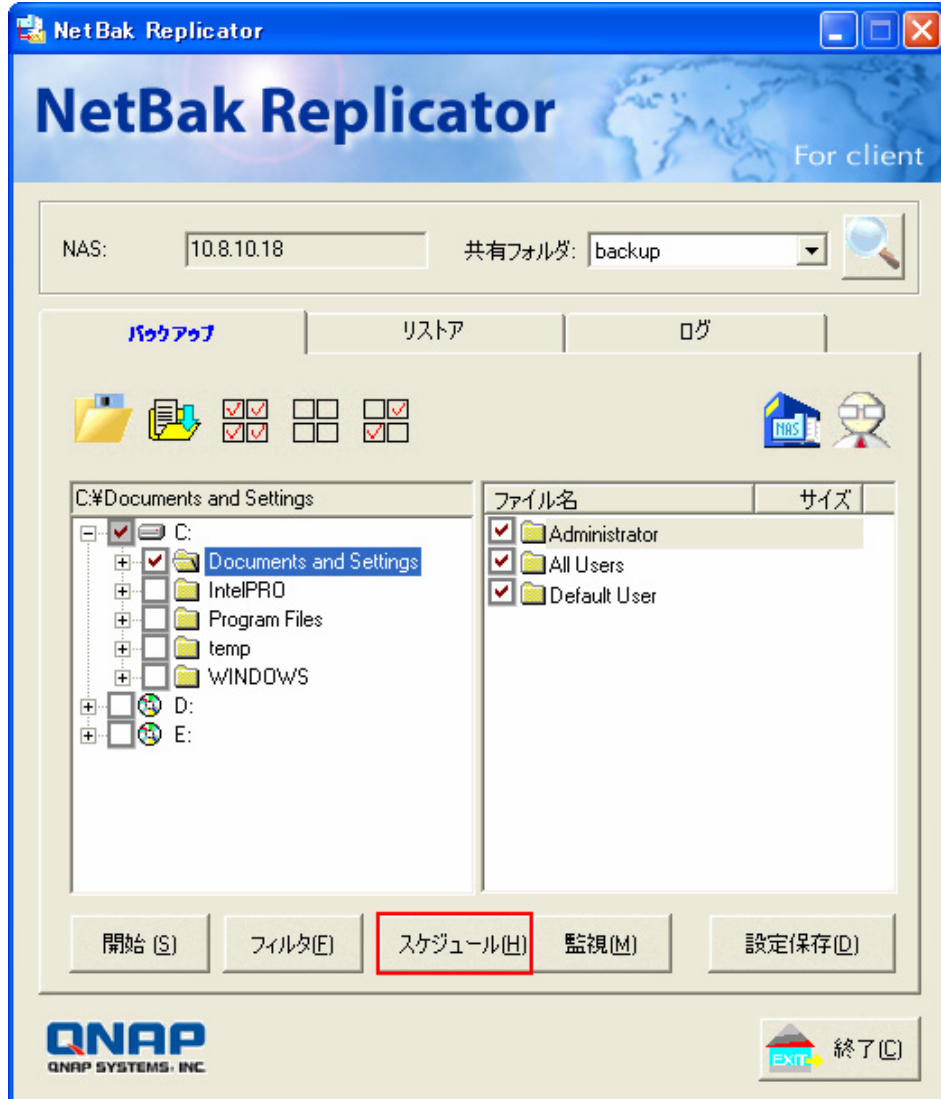 NetBak Replicator
NetBak Replicator
For client
NAS: 10.8.10.18 共有フォルダ: backup
バックアップ リストア ログ
NAS
C:¥Documents and Settings ファイル名 サイズ
C:
Documents and Settings
IntelPRO
Program Files
temp
WINDOWS
D:
E:
Administrator
All Users
Default User
開始 (S) フィルタ(F) スケジュール(H) 監視(M) 設定保存(D)
QNAP
QNAP SYSTEMS, INC.
EXIT 終了(C)